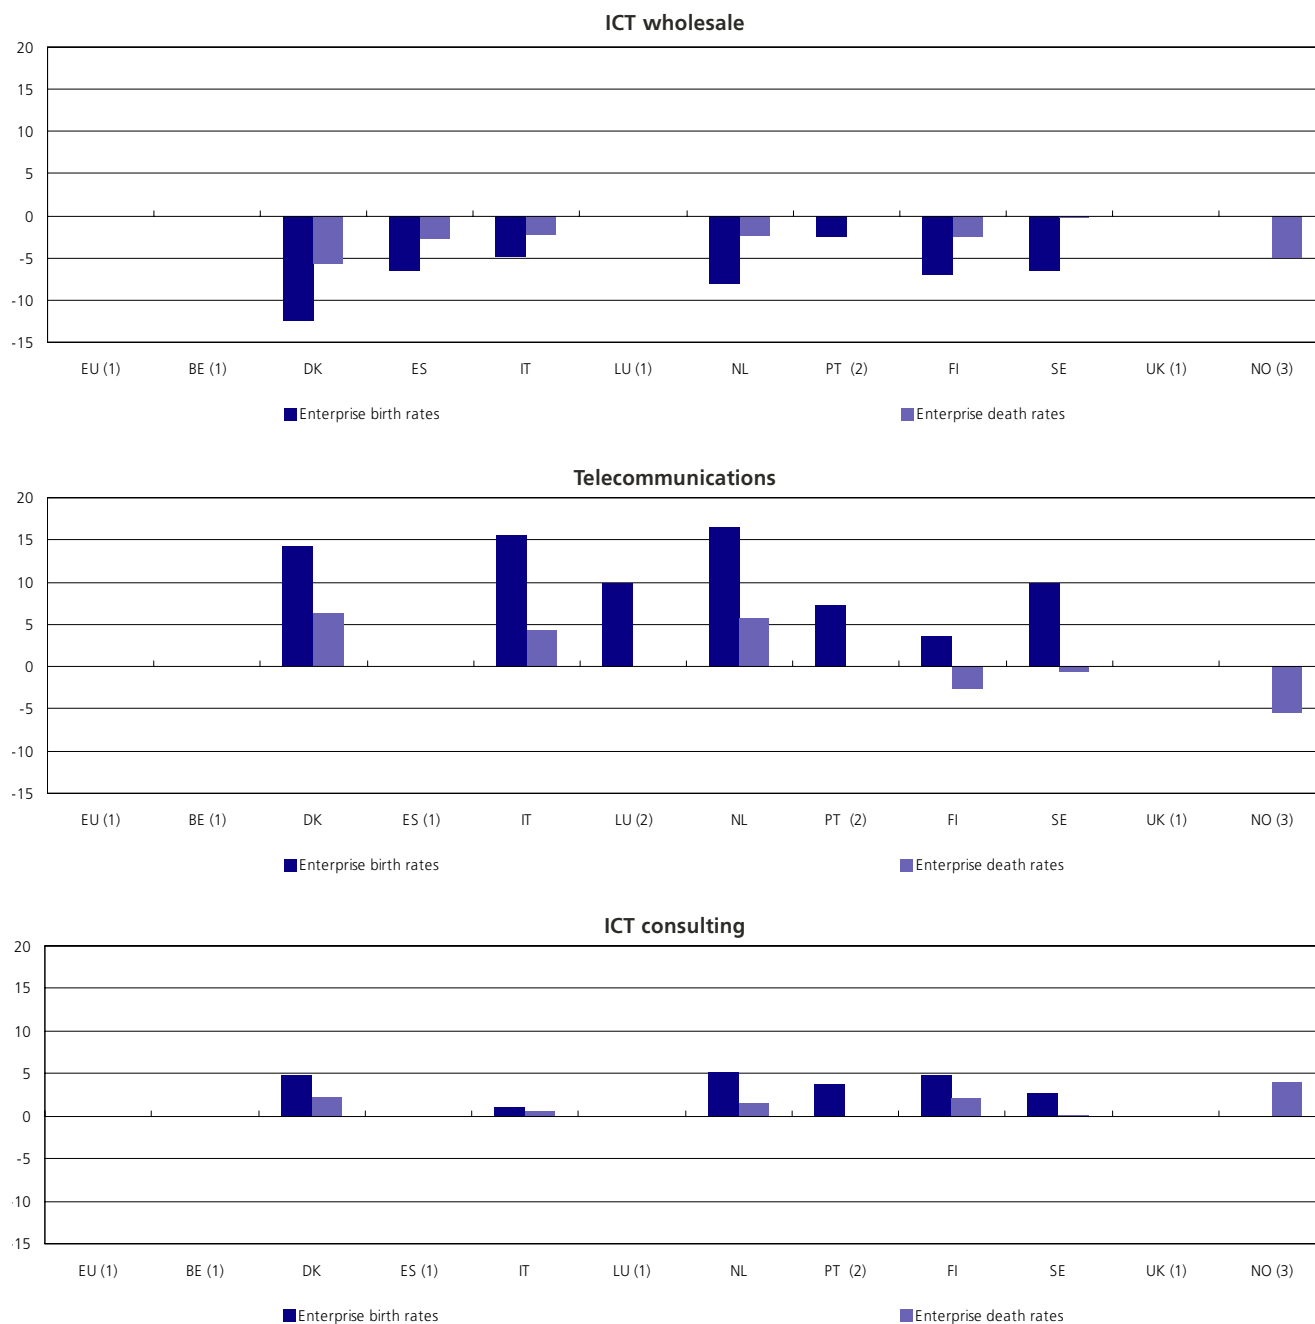 ICT wholesale
20
15
10
5
0
-5
-10
-15
EU (1) BE (1) DK ES IT LU (1) NL PT (2) FI SE UK (1) NO (3)
Enterprise birth rates Enterprise death rates
Telecommunications
20
15
10
5
0
-5
-10
-15
EU (1) BE (1) DK ES (1) IT LU (2) NL PT (2) FI SE UK (1) NO (3)
Enterprise birth rates Enterprise death rates
ICT consulting
20
15
10
5
0
-5
-10
-15
EU (1) BE (1) DK ES (1) IT LU (1) NL PT (2) FI SE UK (1) NO (3)
Enterprise birth rates Enterprise death rates